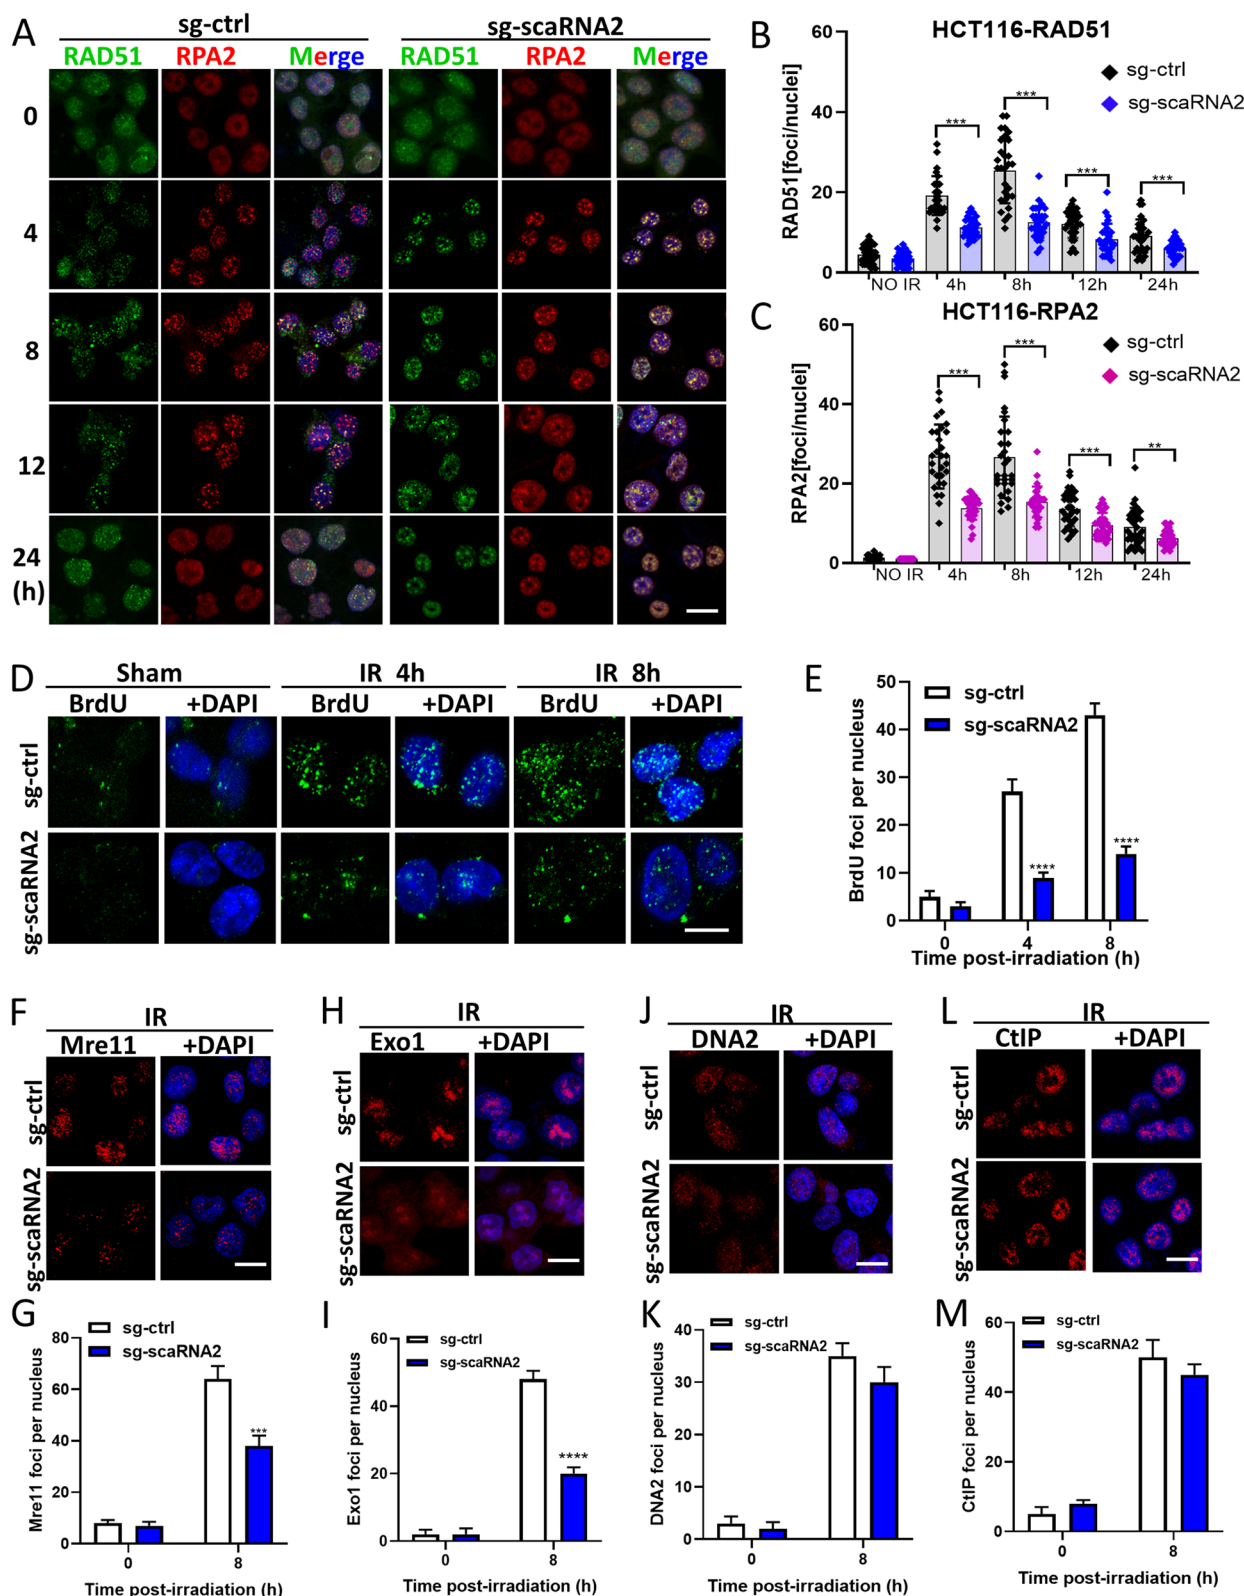 A
sg-ctrl
sg-scaRNA2
RAD51 RPA2 Merge RAD51 RPA2 Merge
0
4
8
12
24
(h)
B
HCT116-RAD51
sg-ctrl
sg-scaRNA2
RAD51[foci/nuclei]
60
40
20
0
*** *** *** ***
NO IR 4h 8h 12h 24h
C
HCT116-RPA2
sg-ctrl
sg-scaRNA2
RPA2[foci/nuclei]
60
40
20
0
*** *** *** **
NO IR 4h 8h 12h 24h
D
Sham IR 4h IR 8h
BrdU +DAPI BrdU +DAPI BrdU +DAPI
sg-ctrl
sg-scaRNA2
E
sg-ctrl
sg-scaRNA2
BrdU foci per nucleus
50
40
30
20
10
0
**** ****
0 4 8
Time post-irradiation (h)
F
IR
Mre11 +DAPI
sg-ctrl
sg-scaRNA2
H
IR
Exo1 +DAPI
sg-ctrl
sg-scaRNA2
J
IR
DNA2 +DAPI
sg-ctrl
sg-scaRNA2
L
IR
CtIP +DAPI
sg-ctrl
sg-scaRNA2
G
sg-ctrl
sg-scaRNA2
Mre11 foci per nucleus
80
60
40
20
0
***
0 8
Time post-irradiation (h)
I
sg-ctrl
sg-scaRNA2
Exo1 foci per nucleus
60
40
20
0
****
0 8
Time post-irradiation (h)
K
sg-ctrl
sg-scaRNA2
DNA2 foci per nucleus
40
30
20
10
0
0 8
Time post-irradiation (h)
M
sg-ctrl
sg-scaRNA2
CtIP foci per nucleus
60
40
20
0
0 8
Time post-irradiation (h)